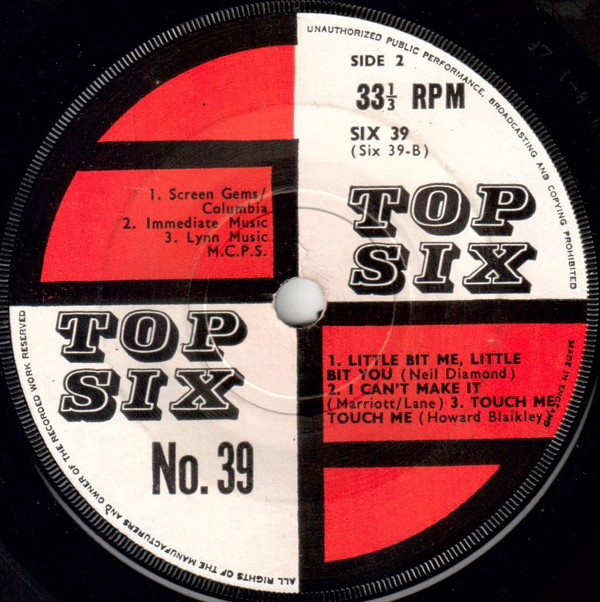 UNAUTHORIZED PUBLIC PERFORMANCE, BROADCASTING AND COPYING PROHIBITED
SIDE 2
33⅓ RPM
SIX 39
(Six 39-B)
TOP
SIX
1. Screen Gems/
Columbia
2. Immediate Music
3. Lynn Music
M.C.P.S.
TOP
SIX
No. 39
1. LITTLE BIT ME, LITTLE
BIT YOU (Neil Diamond)
2. I CAN'T MAKE IT
(Marriott/Lane) 3. TOUCH ME
TOUCH ME (Howard Blaikley
MADE IN
ALL RIGHTS OF THE MANUFACTURERS AND OWNER OF THE RECORDED WORK RESERVED